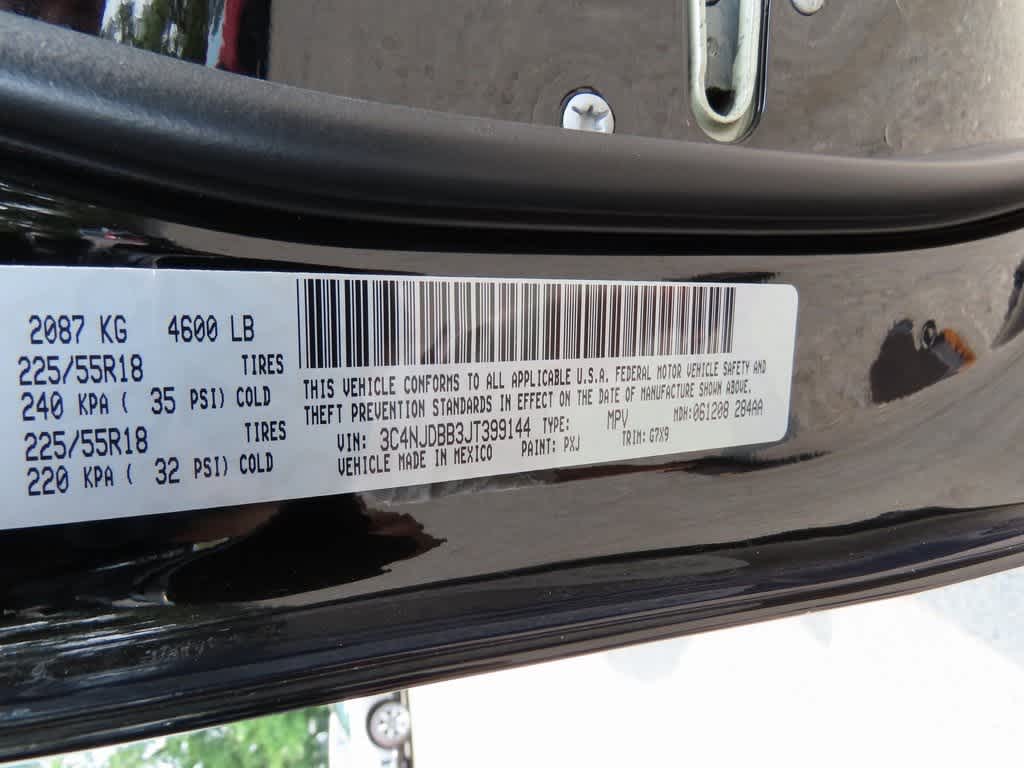 2087 KG 4600 LB
225/55R18 TIRES
240 KPA ( 35 PSI) COLD
225/55R18 TIRES
220 KPA ( 32 PSI) COLD
THIS VEHICLE CONFORMS TO ALL APPLICABLE U.S.A. FEDERAL MOTOR VEHICLE SAFETY AND
THEFT PREVENTION STANDARDS IN EFFECT ON THE DATE OF MANUFACTURE SHOWN ABOVE.
VIN: 3C4NJDBB3JT399144 TYPE: MPV MDH:061208 284AA
VEHICLE MADE IN MEXICO PAINT: PXJ TRIM: G7X9